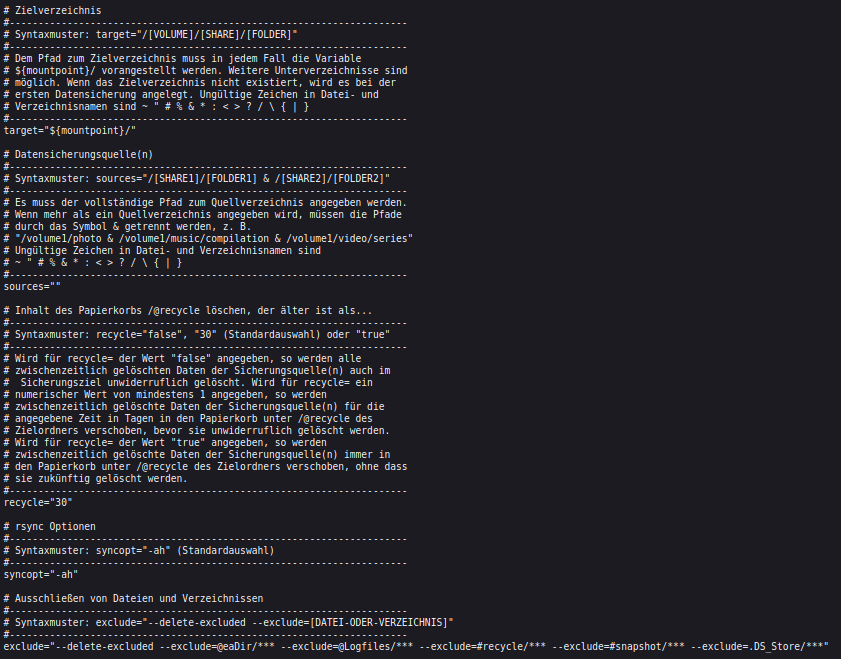 # Zielverzeichnis
#---------------------------------------------------------------------
# Syntaxmuster: target="/[VOLUME]/[SHARE]/[FOLDER]"
#---------------------------------------------------------------------
# Dem Pfad zum Zielverzeichnis muss in jedem Fall die Variable
# ${mountpoint}/ vorangestellt werden. Weitere Unterverzeichnisse sind
# möglich. Wenn das Zielverzeichnis nicht existiert, wird es bei der
# ersten Datensicherung angelegt. Ungültige Zeichen in Datei- und
# Verzeichnisnamen sind ~ " # % & * : < > ? / \ { | }
#---------------------------------------------------------------------
target="${mountpoint}/"

# Datensicherungsquelle(n)
#---------------------------------------------------------------------
# Syntaxmuster: sources="/[SHARE1]/[FOLDER1] & /[SHARE2]/[FOLDER2]"
#---------------------------------------------------------------------
# Es muss der vollständige Pfad zum Quellverzeichnis angegeben werden.
# Wenn mehr als ein Quellverzeichnis angegeben wird, müssen die Pfade
# durch das Symbol & getrennt werden, z. B.
# "/volume1/photo & /volume1/music/compilation & /volume1/video/series"
# Ungültige Zeichen in Datei- und Verzeichnisnamen sind
# ~ " # % & * : < > ? / \ { | }
#---------------------------------------------------------------------
sources=""

# Inhalt des Papierkorbs /@recycle löschen, der älter ist als...
#---------------------------------------------------------------------
# Syntaxmuster: recycle="false", "30" (Standardauswahl) oder "true"
#---------------------------------------------------------------------
# Wird für recycle= der Wert "false" angegeben, so werden alle
# zwischenzeitlich gelöschten Daten der Sicherungsquelle(n) auch im
#  Sicherungsziel unwiderruflich gelöscht. Wird für recycle= ein
# numerischer Wert von mindestens 1 angegeben, so werden
# zwischenzeitlich gelöschte Daten der Sicherungsquelle(n) für die
# angegebene Zeit in Tagen in den Papierkorb unter /@recycle des
# Zielordners verschoben, bevor sie unwiderruflich gelöscht werden.
# Wird für recycle= der Wert "true" angegeben, so werden
# zwischenzeitlich gelöschte Daten der Sicherungsquelle(n) immer in
# den Papierkorb unter /@recycle des Zielordners verschoben, ohne dass
# sie zukünftig gelöscht werden.
#---------------------------------------------------------------------
recycle="30"

# rsync Optionen
#---------------------------------------------------------------------
# Syntaxmuster: syncopt="-ah" (Standardauswahl)
#---------------------------------------------------------------------
syncopt="-ah"

# Ausschließen von Dateien und Verzeichnissen
#---------------------------------------------------------------------
# Syntaxmuster: exclude="--delete-excluded --exclude=[DATEI-ODER-VERZEICHNIS]"
#---------------------------------------------------------------------
exclude="--delete-excluded --exclude=@eaDir/*** --exclude=@Logfiles/*** --exclude=#recycle/*** --exclude=#snapshot/*** --exclude=.DS_Store/***"